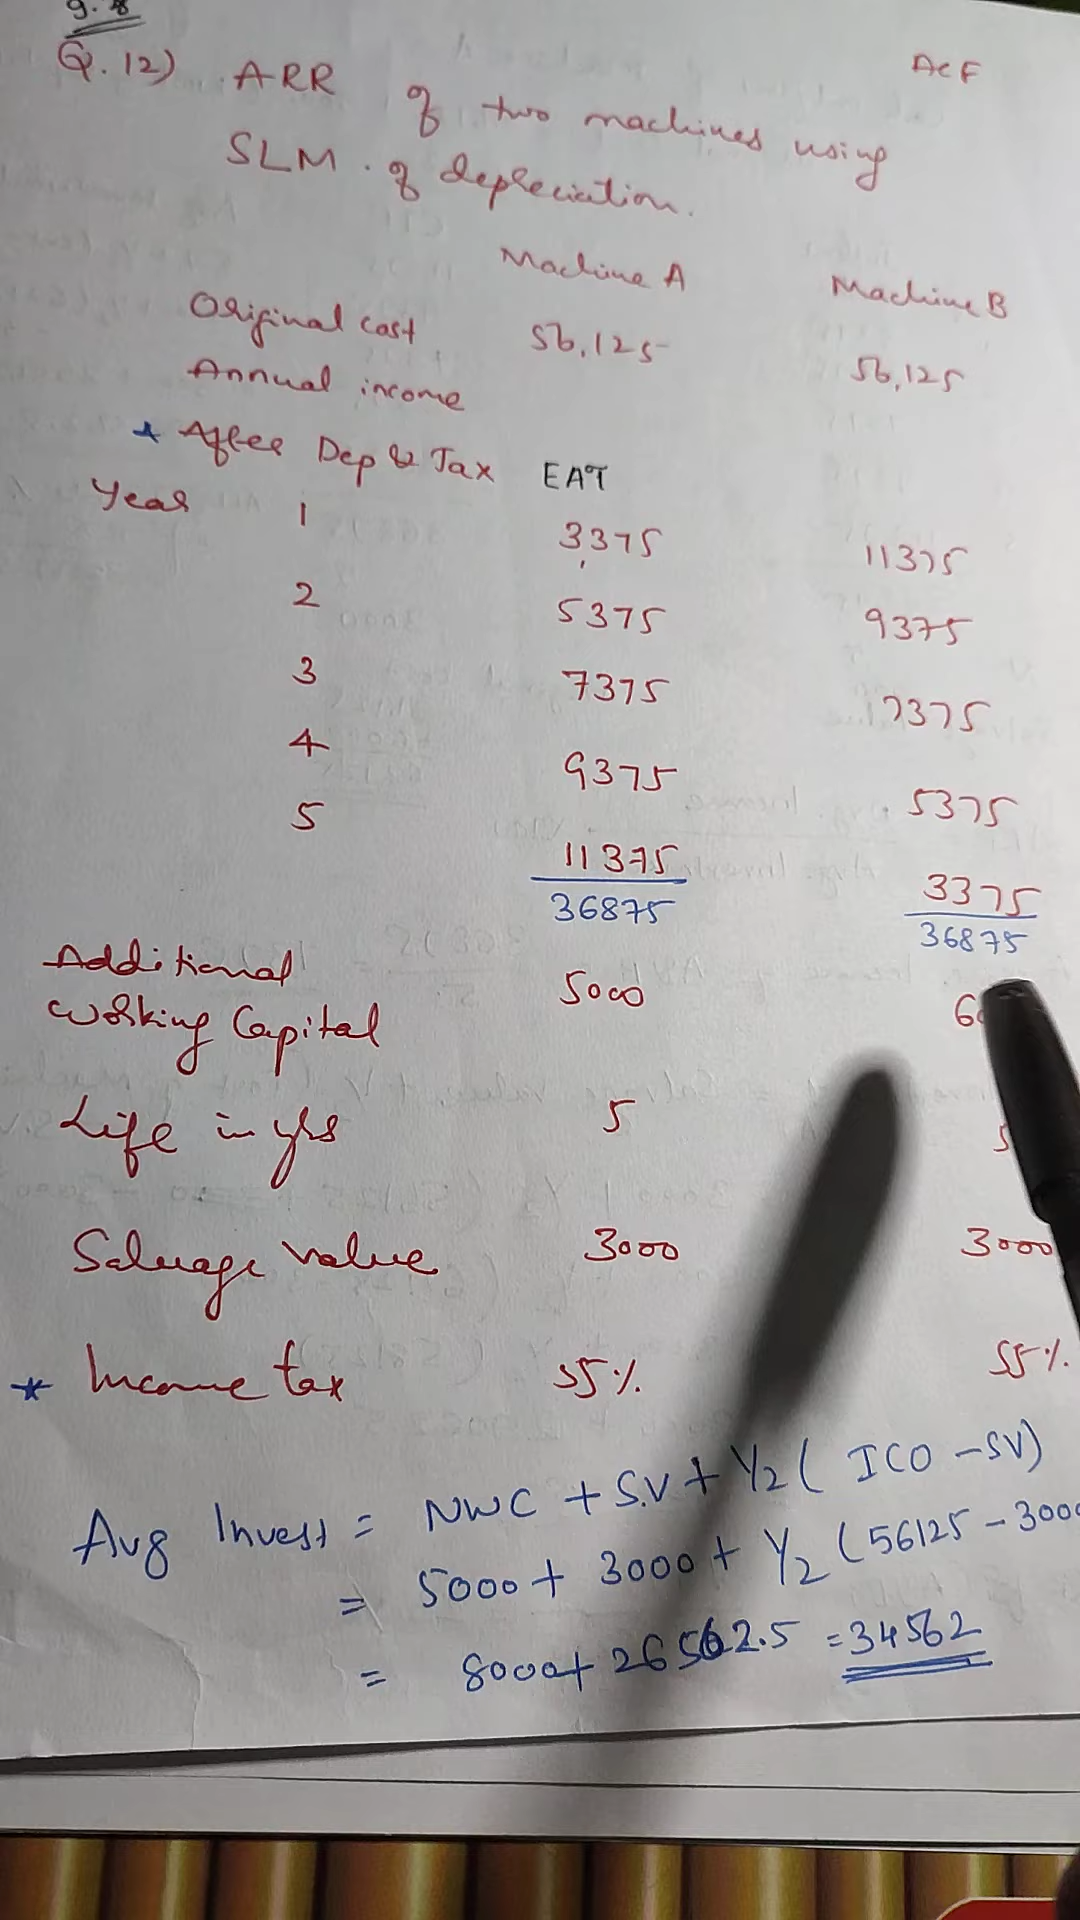 9.8
Q.12) ARR of two machines using
SLM. of depreciation.
AcF
Machine A Machine B
Original cost 56,125 56,125
Annual income
* After Dep & Tax EAT
Year 1 3375 11375
2 5375 9375
3 7375 7375
4 9375 5375
5 11375 3375
36875 36875
Additional
Working Capital 5000
Life in yrs 5
Salvage value 3000 3000
* Income tax 55% 55%
Avg Invest = NWC + S.V + 1/2 ( ICO - SV)
= 5000 + 3000 + 1/2 (56125 - 3000
= 8000 + 26562.5 = 34562